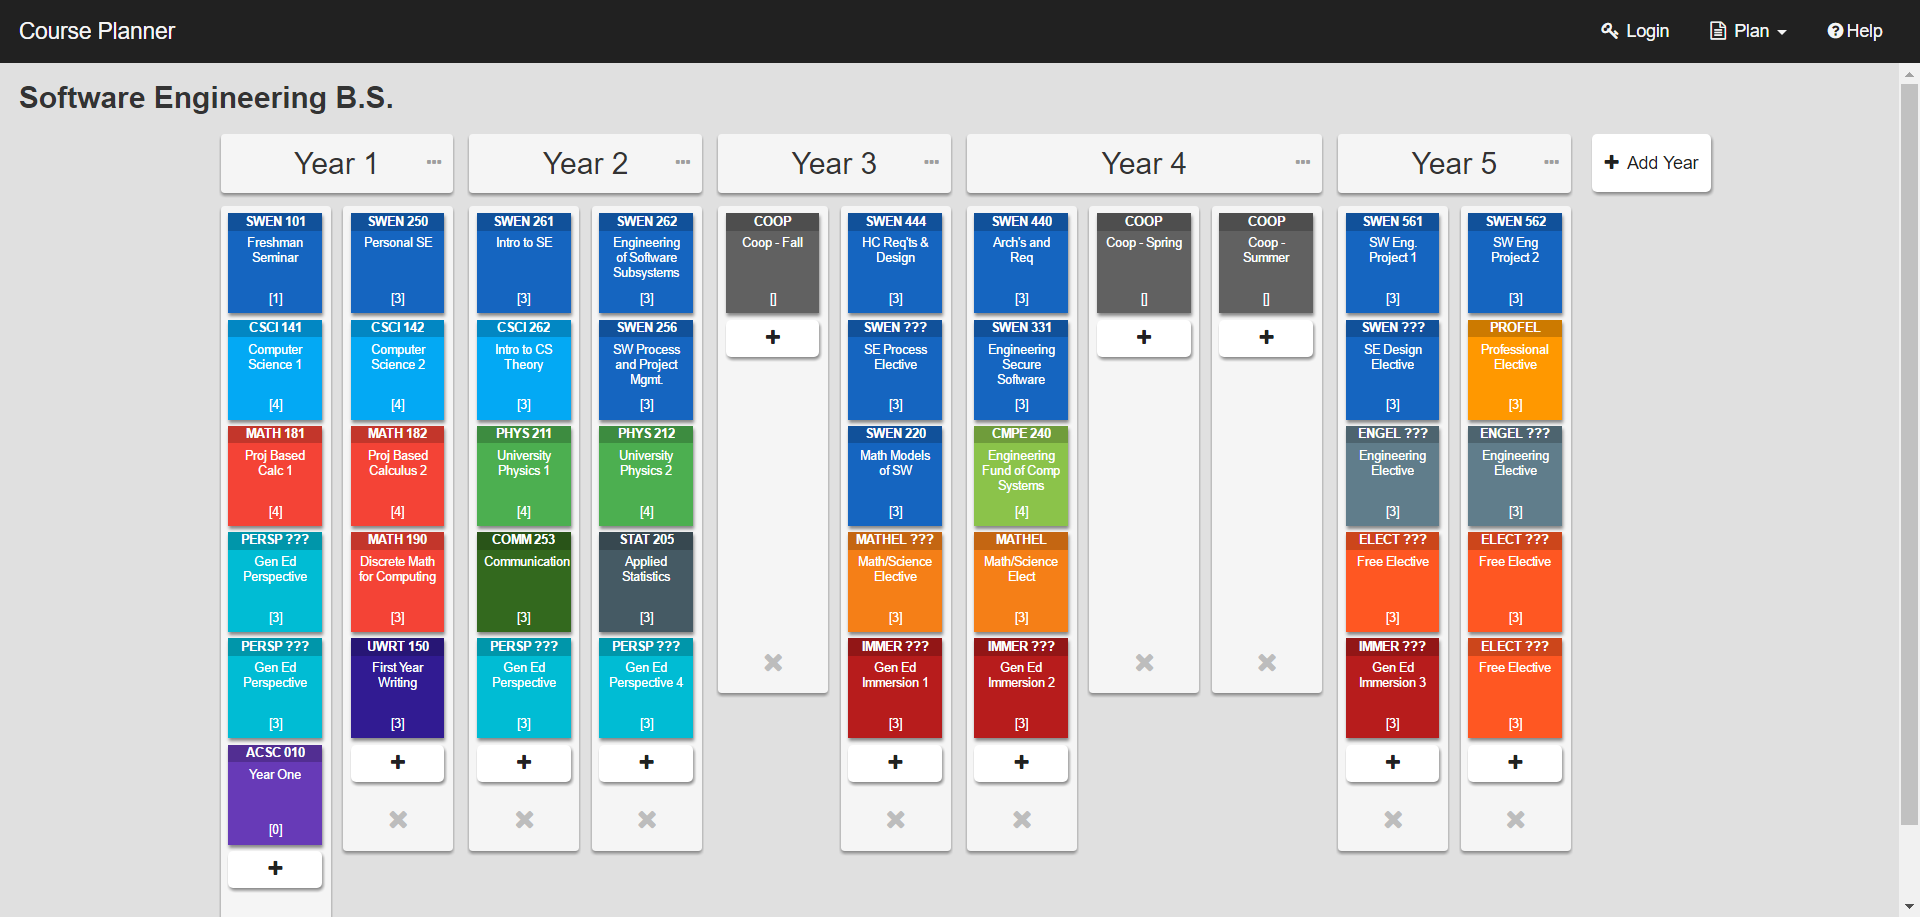 Course Planner
Login
Plan
Help
Software Engineering B.S.
Year 1
Year 2
Year 3
Year 4
Year 5
Add Year
SWEN 101
Freshman
Seminar
[1]
CSCI 141
Computer
Science 1
[4]
MATH 181
Proj Based
Calc 1
[4]
PERSP ???
Gen Ed
Perspective
[3]
PERSP ???
Gen Ed
Perspective
[3]
ACSC 010
Year One
[0]
SWEN 250
Personal SE
[3]
CSCI 142
Computer
Science 2
[4]
MATH 182
Proj Based
Calculus 2
[4]
MATH 190
Discrete Math
for Computing
[3]
UWRT 150
First Year
Writing
[3]
SWEN 261
Intro to SE
[3]
CSCI 262
Intro to CS
Theory
[3]
PHYS 211
University
Physics 1
[4]
COMM 253
Communication
[3]
PERSP ???
Gen Ed
Perspective
[3]
SWEN 262
Engineering
of Software
Subsystems
[3]
SWEN 256
SW Process
and Project
Mgmt.
[3]
PHYS 212
University
Physics 2
[4]
STAT 205
Applied
Statistics
[3]
PERSP ???
Gen Ed
Perspective 4
[3]
COOP
Coop - Fall
[]
SWEN 444
HC Req'ts &
Design
[3]
SWEN ???
SE Process
Elective
[3]
SWEN 220
Math Models
of SW
[3]
MATHEL ???
Math/Science
Elective
[3]
IMMER ???
Gen Ed
Immersion 1
[3]
SWEN 440
Arch's and
Req
[3]
SWEN 331
Engineering
Secure
Software
[3]
CMPE 240
Engineering
Fund of Comp
Systems
[4]
MATHEL
Math/Science
Elect
[3]
IMMER ???
Gen Ed
Immersion 2
[3]
COOP
Coop - Spring
[]
COOP
Coop -
Summer
[]
SWEN 561
SW Eng.
Project 1
[3]
SWEN ???
SE Design
Elective
[3]
ENGEL ???
Engineering
Elective
[3]
ELECT ???
Free Elective
[3]
IMMER ???
Gen Ed
Immersion 3
[3]
SWEN 562
SW Eng
Project 2
[3]
PROFEL
Professional
Elective
[3]
ENGEL ???
Engineering
Elective
[3]
ELECT ???
Free Elective
[3]
ELECT ???
Free Elective
[3]